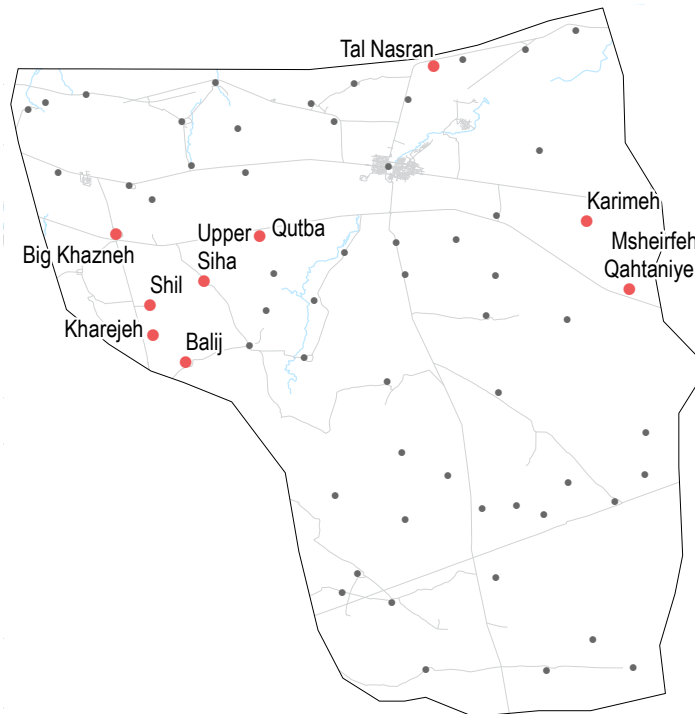 Tal Nasran
Karimeh
Upper Qutba
Msheirfeh
Qahtaniye
Big Khazneh
Siha
Shil
Kharejeh
Balij